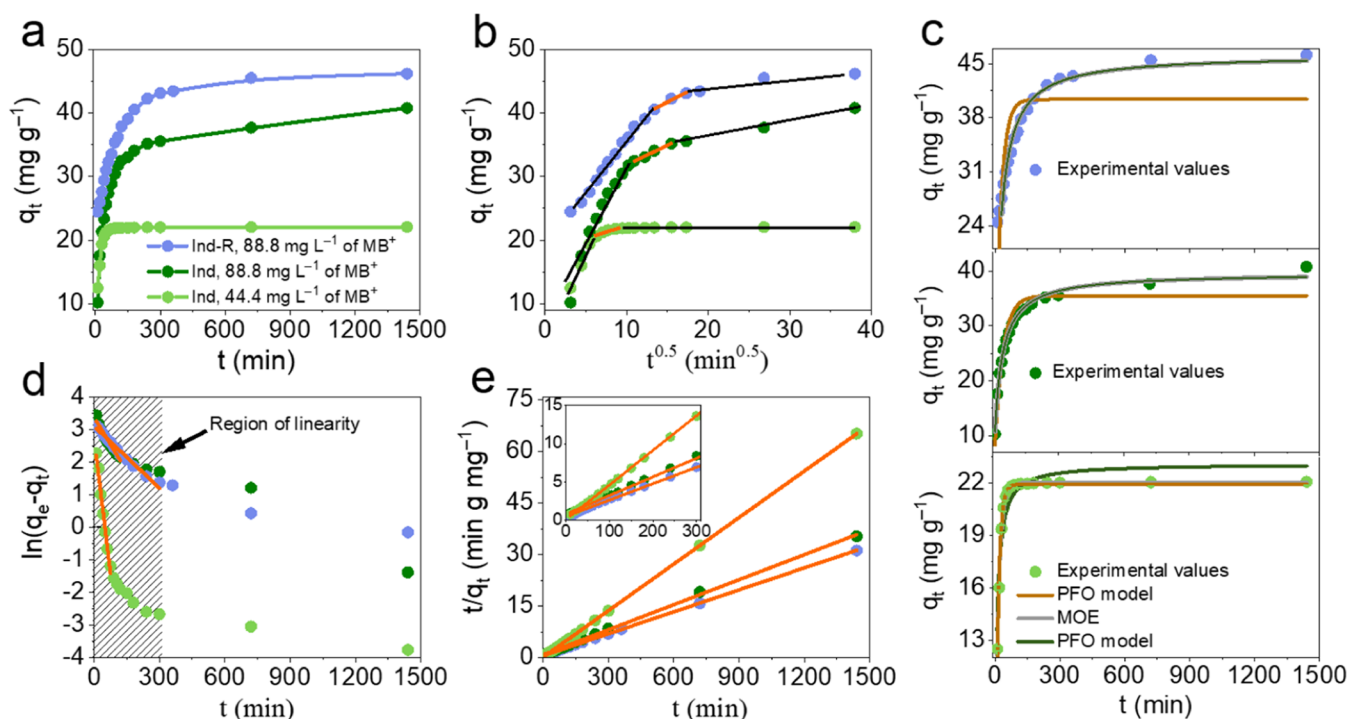 a
50
40
30
20
10
qt (mg g−1)
Ind-R, 88.8 mg L−1 of MB+
Ind, 88.8 mg L−1 of MB+
Ind, 44.4 mg L−1 of MB+
0 300 600 900 1200 1500
t (min)
b
50
40
30
20
10
qt (mg g−1)
0 10 20 30 40
t0.5 (min0.5)
c
45
38
31
24
qt (mg g−1)
Experimental values
40
30
20
10
qt (mg g−1)
Experimental values
22
19
16
13
qt (mg g−1)
Experimental values
PFO model
MOE
PFO model
0 300 600 900 1200 1500
t (min)
d
4
3
2
1
0
-1
-2
-3
-4
ln(qe-qt)
Region of linearity
0 300 600 900 1200 1500
t (min)
e
75
60
45
30
15
0
t/qt (min g mg−1)
15
10
5
0
0 100 200 300
0 300 600 900 1200 1500
t (min)